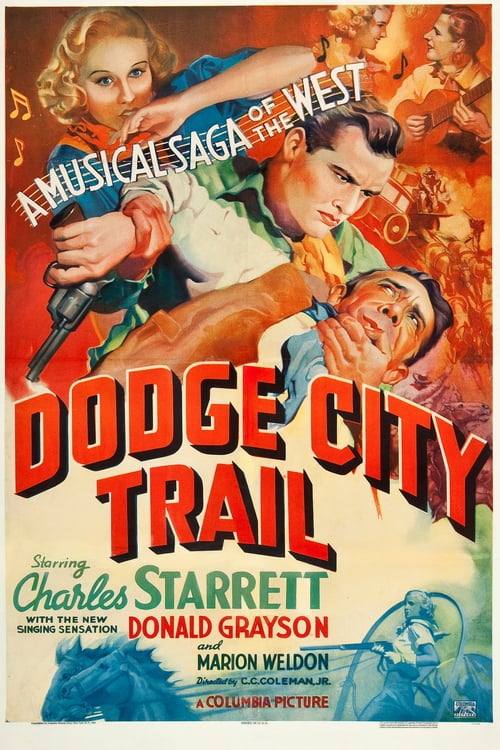 A MUSICAL SAGA OF THE WEST
DODGE CITY
TRAIL
Starring
Charles STARRETT
WITH THE NEW
SINGING SENSATION
DONALD GRAYSON
and
MARION WELDON
Directed by C.C. COLEMAN, JR.
A COLUMBIA PICTURE